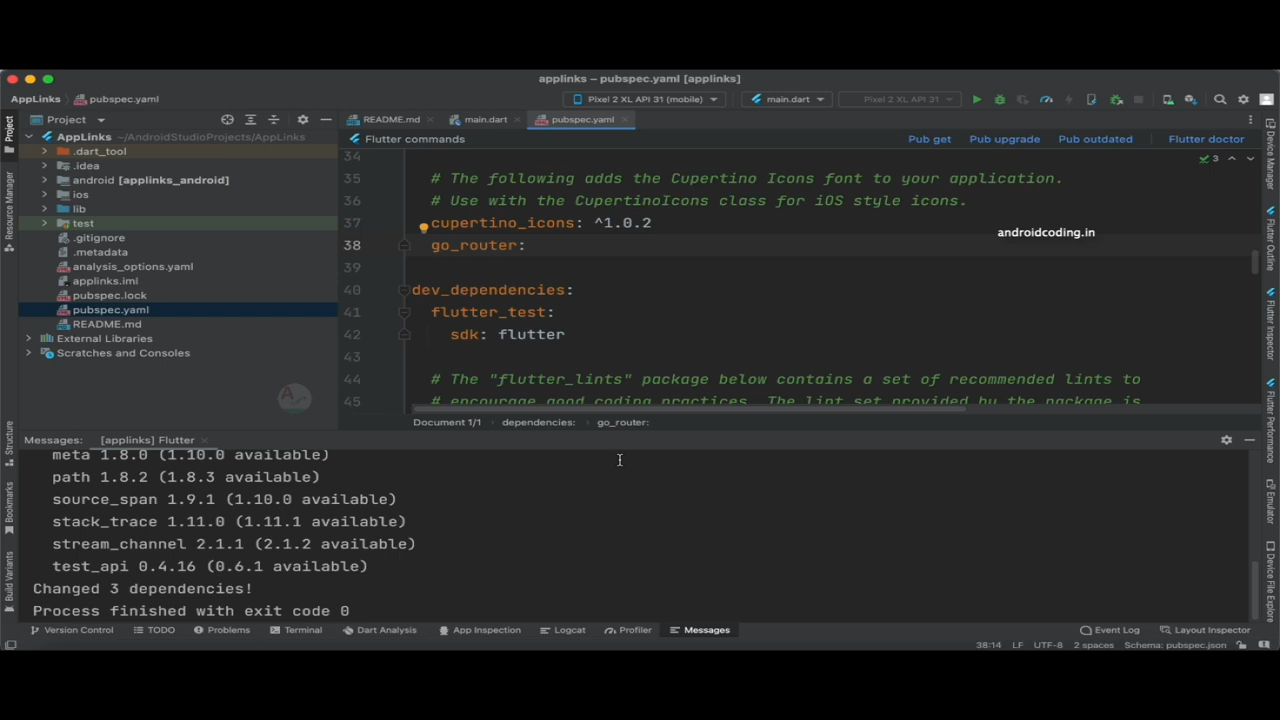 applinks – pubspec.yaml [applinks]
AppLinks pubspec.yaml Pixel 2 XL API 31 (mobile) main.dart Pixel 2 XL API 31
Project README.md main.dart pubspec.yaml
AppLinks ~/AndroidStudioProjects/AppLinks
.dart_tool
.idea
android [applinks_android]
ios
lib
test
.gitignore
.metadata
analysis_options.yaml
applinks.iml
pubspec.lock
pubspec.yaml
README.md
External Libraries
Scratches and Consoles
Flutter commands Pub get Pub upgrade Pub outdated Flutter doctor
34
35 # The following adds the Cupertino Icons font to your application.
36 # Use with the CupertinoIcons class for iOS style icons.
37 cupertino_icons: ^1.0.2
38 go_router:
39
40 dev_dependencies:
41 flutter_test:
42 sdk: flutter
43
44 # The "flutter_lints" package below contains a set of recommended lints to
45 # encourage good coding practices. The lint set provided by the package is
3
androidcoding.in
Document 1/1 dependencies: go_router:
Messages: [applinks] Flutter
meta 1.8.0 (1.10.0 available)
path 1.8.2 (1.8.3 available)
source_span 1.9.1 (1.10.0 available)
stack_trace 1.11.0 (1.11.1 available)
stream_channel 2.1.1 (2.1.2 available)
test_api 0.4.16 (0.6.1 available)
Changed 3 dependencies!
Process finished with exit code 0
Version Control TODO Problems Terminal Dart Analysis App Inspection Logcat Profiler Messages Event Log Layout Inspector
38:14 LF UTF-8 2 spaces Schema: pubspec.json
Project
Resource Manager
Structure
Bookmarks
Build Variants
Device Manager
Flutter Outline
Flutter Inspector
Flutter Performance
Emulator
Device File Explorer